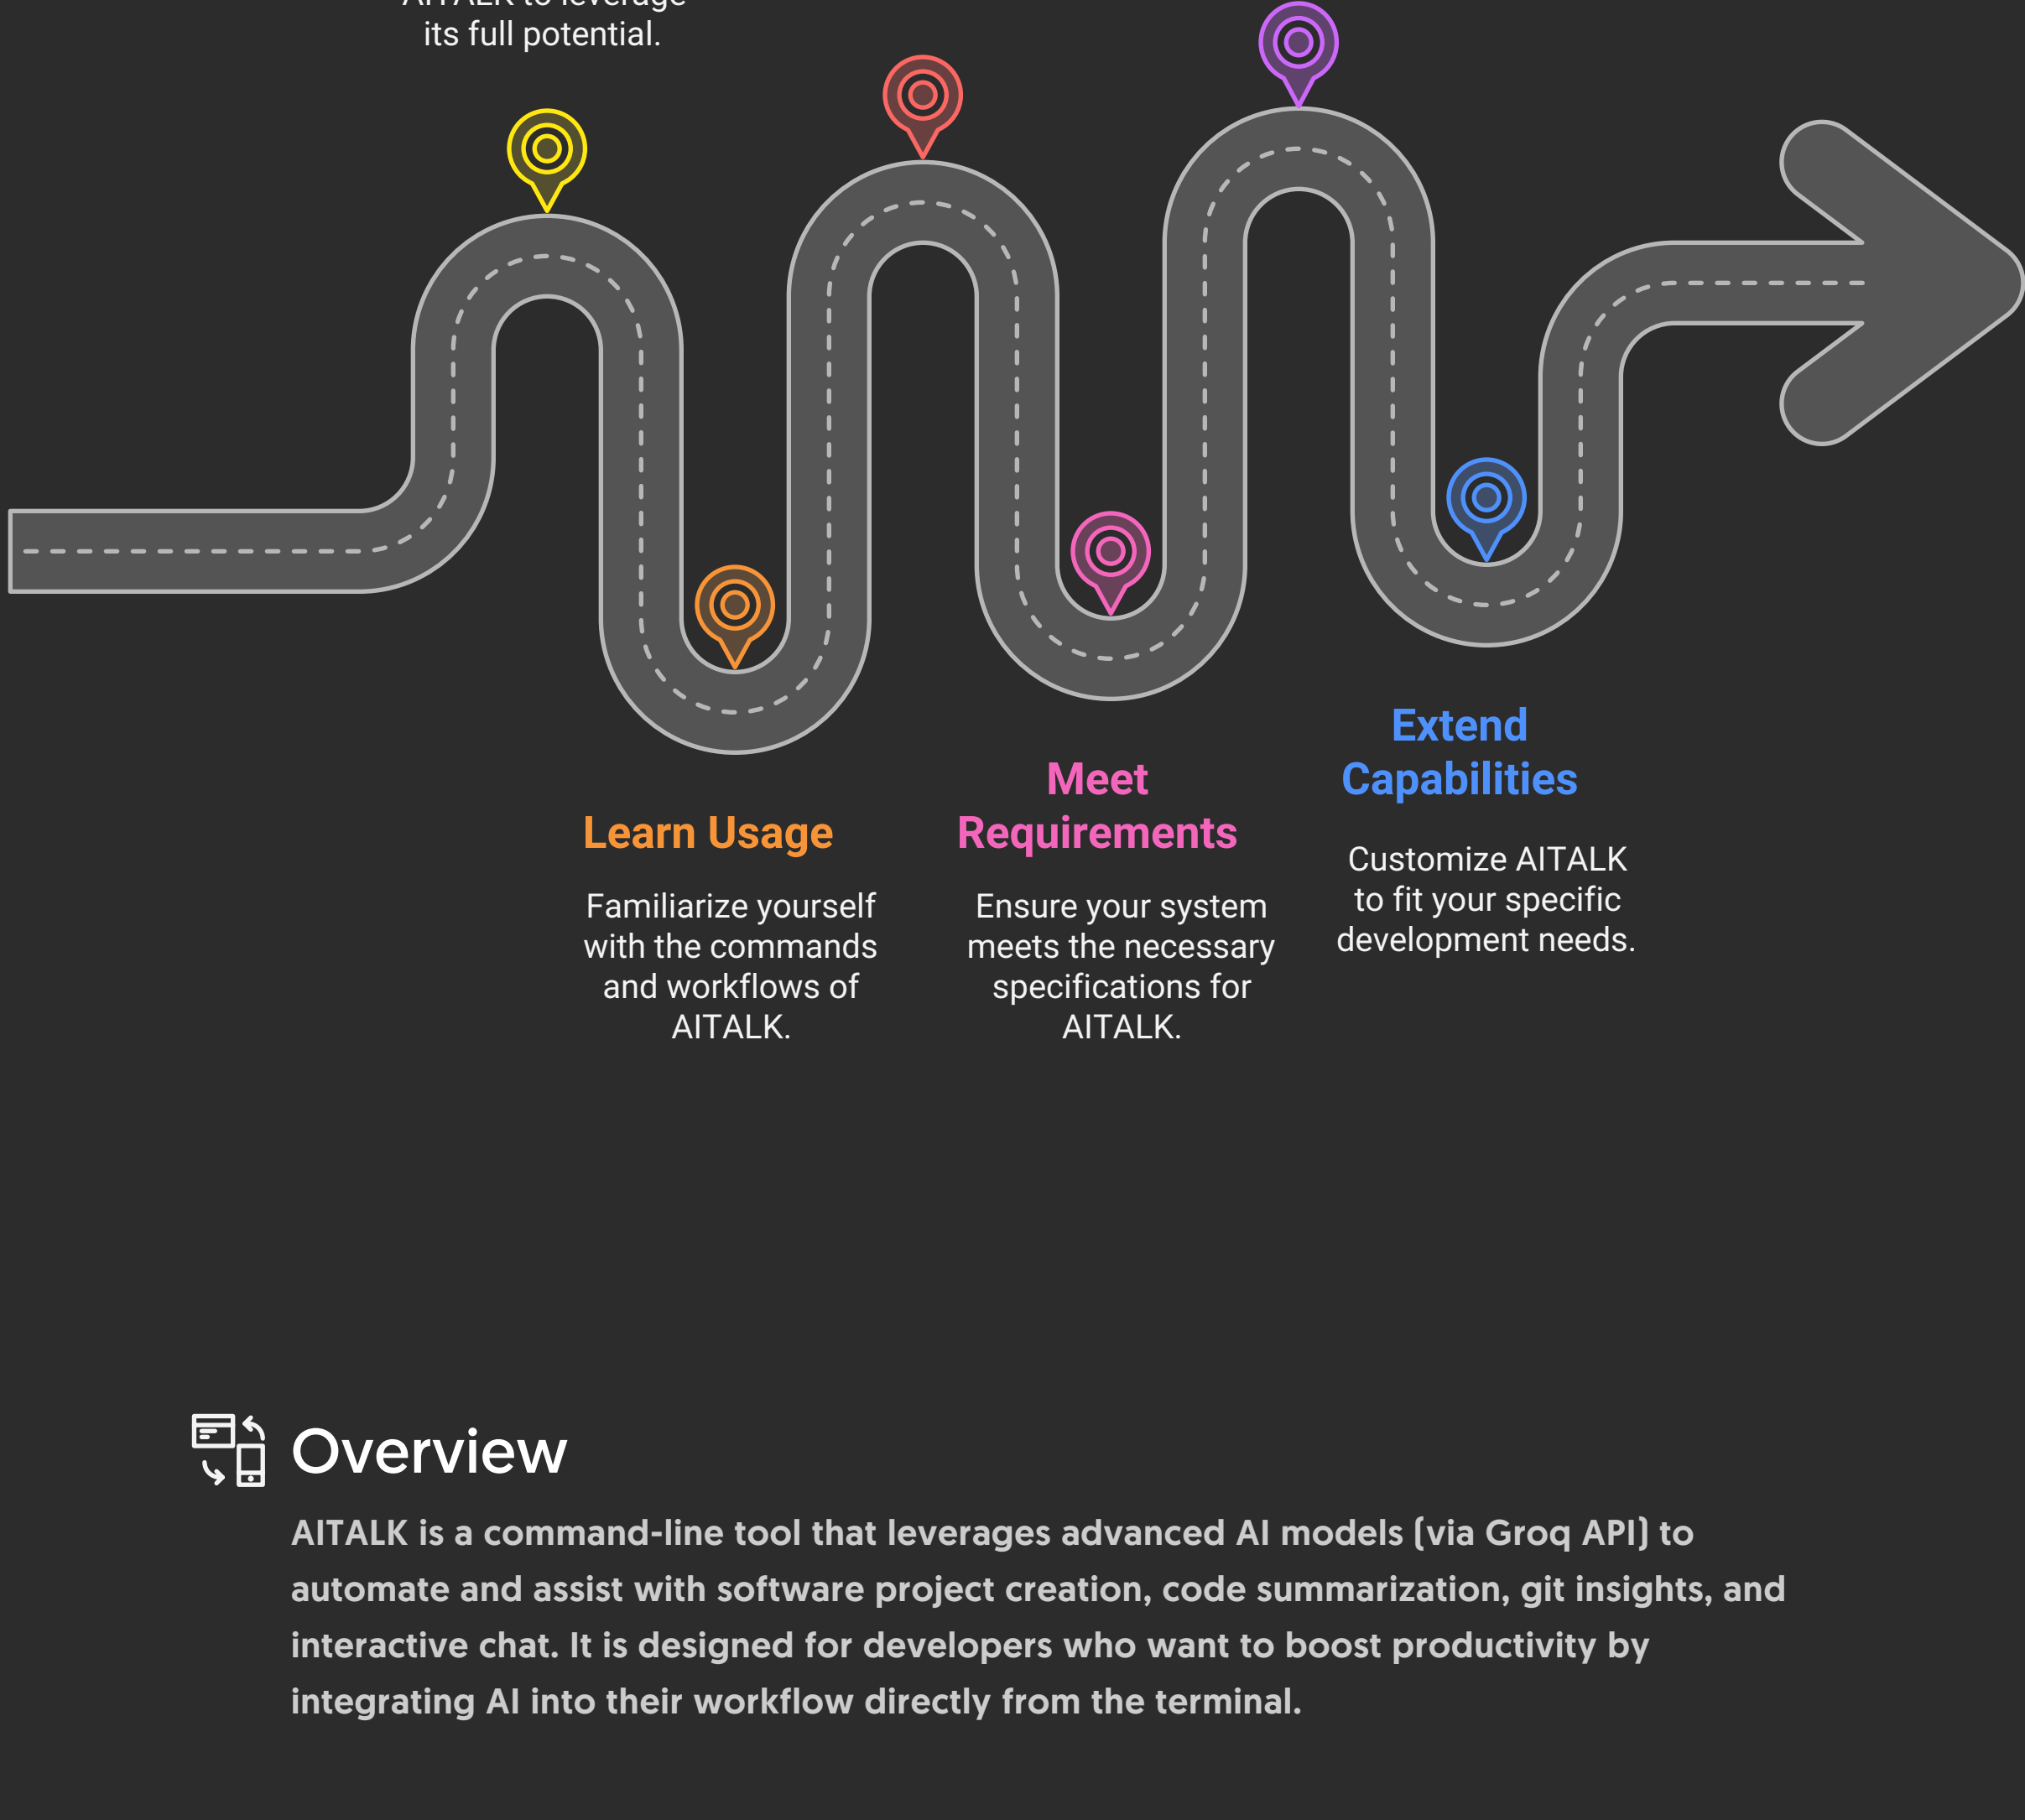 AITALK to leverage
its full potential.
Learn Usage
Familiarize yourself
with the commands
and workflows of
AITALK.
Meet
Requirements
Ensure your system
meets the necessary
specifications for
AITALK.
Extend
Capabilities
Customize AITALK
to fit your specific
development needs.
Overview
AITALK is a command-line tool that leverages advanced AI models (via Groq API) to
automate and assist with software project creation, code summarization, git insights, and
interactive chat. It is designed for developers who want to boost productivity by
integrating AI into their workflow directly from the terminal.